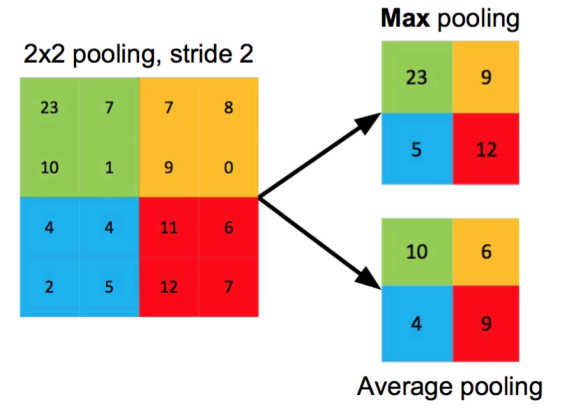 2x2 pooling, stride 2
23 7 7 8
10 1 9 0
4 4 11 6
2 5 12 7
Max pooling
23 9
5 12
10 6
4 9
Average pooling